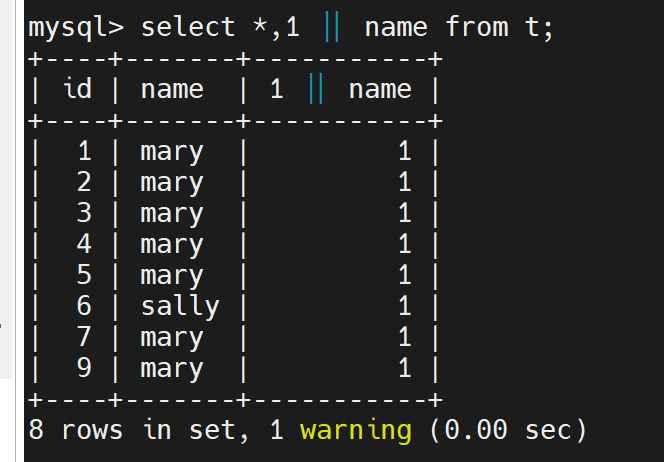 mysql> select *,1 || name from t;
+----+-------+-----------+
| id | name  | 1 || name |
+----+-------+-----------+
|  1 | mary  |         1 |
|  2 | mary  |         1 |
|  3 | mary  |         1 |
|  4 | mary  |         1 |
|  5 | mary  |         1 |
|  6 | sally |         1 |
|  7 | mary  |         1 |
|  9 | mary  |         1 |
+----+-------+-----------+
8 rows in set, 1 warning (0.00 sec)